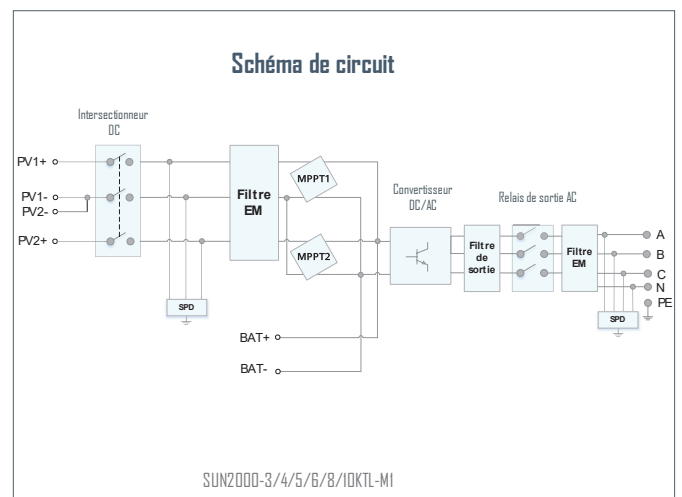 Schéma de circuit
Intersectionneur
DC
PV1+
PV1-
PV2-
PV2+
Filtre
EM
MPPT1
MPPT2
Convertisseur
DC/AC
Filtre
de
sortie
Relais de sortie AC
Filtre
EM
A
B
C
N
PE
SPD
SPD
BAT+
BAT-
SUN2000-3/4/5/6/8/10KTL-M1